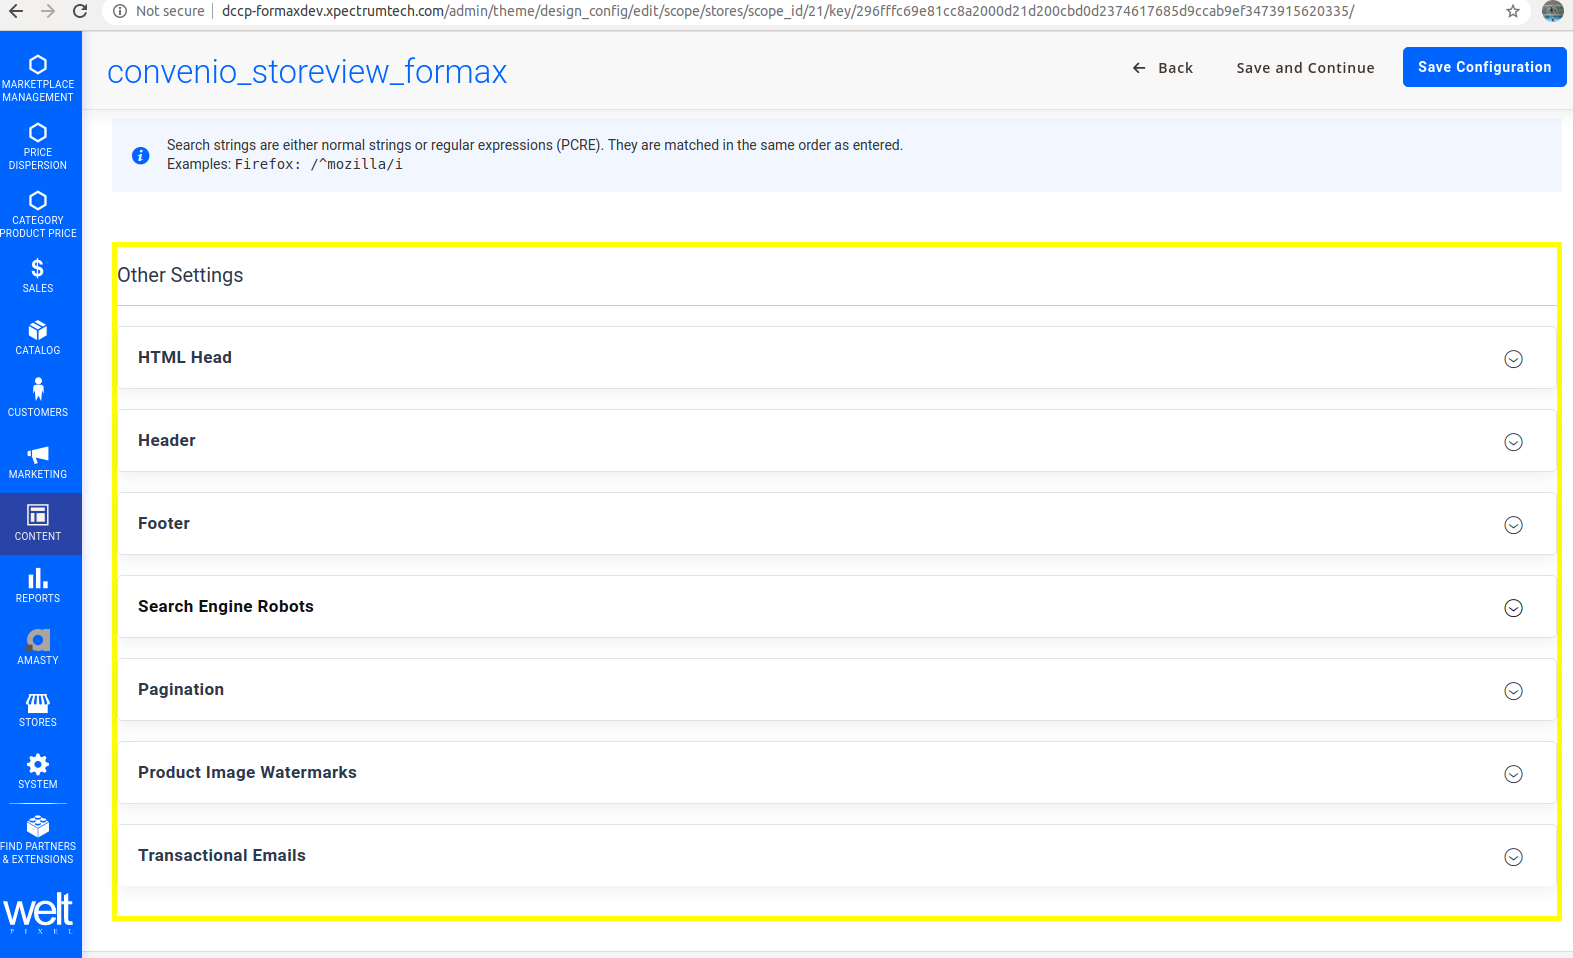 Not secure | dccp-formaxdev.xpectrumtech.com/admin/theme/design_config/edit/scope/stores/scope_id/21/key/296fffc69e81cc8a2000d21d200cbd0d2374617685d9ccab9ef3473915620335/
convenio_storeview_formax
Back
Save and Continue
Save Configuration
MARKETPLACE
MANAGEMENT
PRICE
DISPERSION
CATEGORY
PRODUCT PRICE
SALES
CATALOG
CUSTOMERS
MARKETING
CONTENT
REPORTS
AMASTY
STORES
SYSTEM
FIND PARTNERS
& EXTENSIONS
welt
PIXEL
Search strings are either normal strings or regular expressions (PCRE). They are matched in the same order as entered.
Examples: Firefox: /^mozilla/i
Other Settings
HTML Head
Header
Footer
Search Engine Robots
Pagination
Product Image Watermarks
Transactional Emails